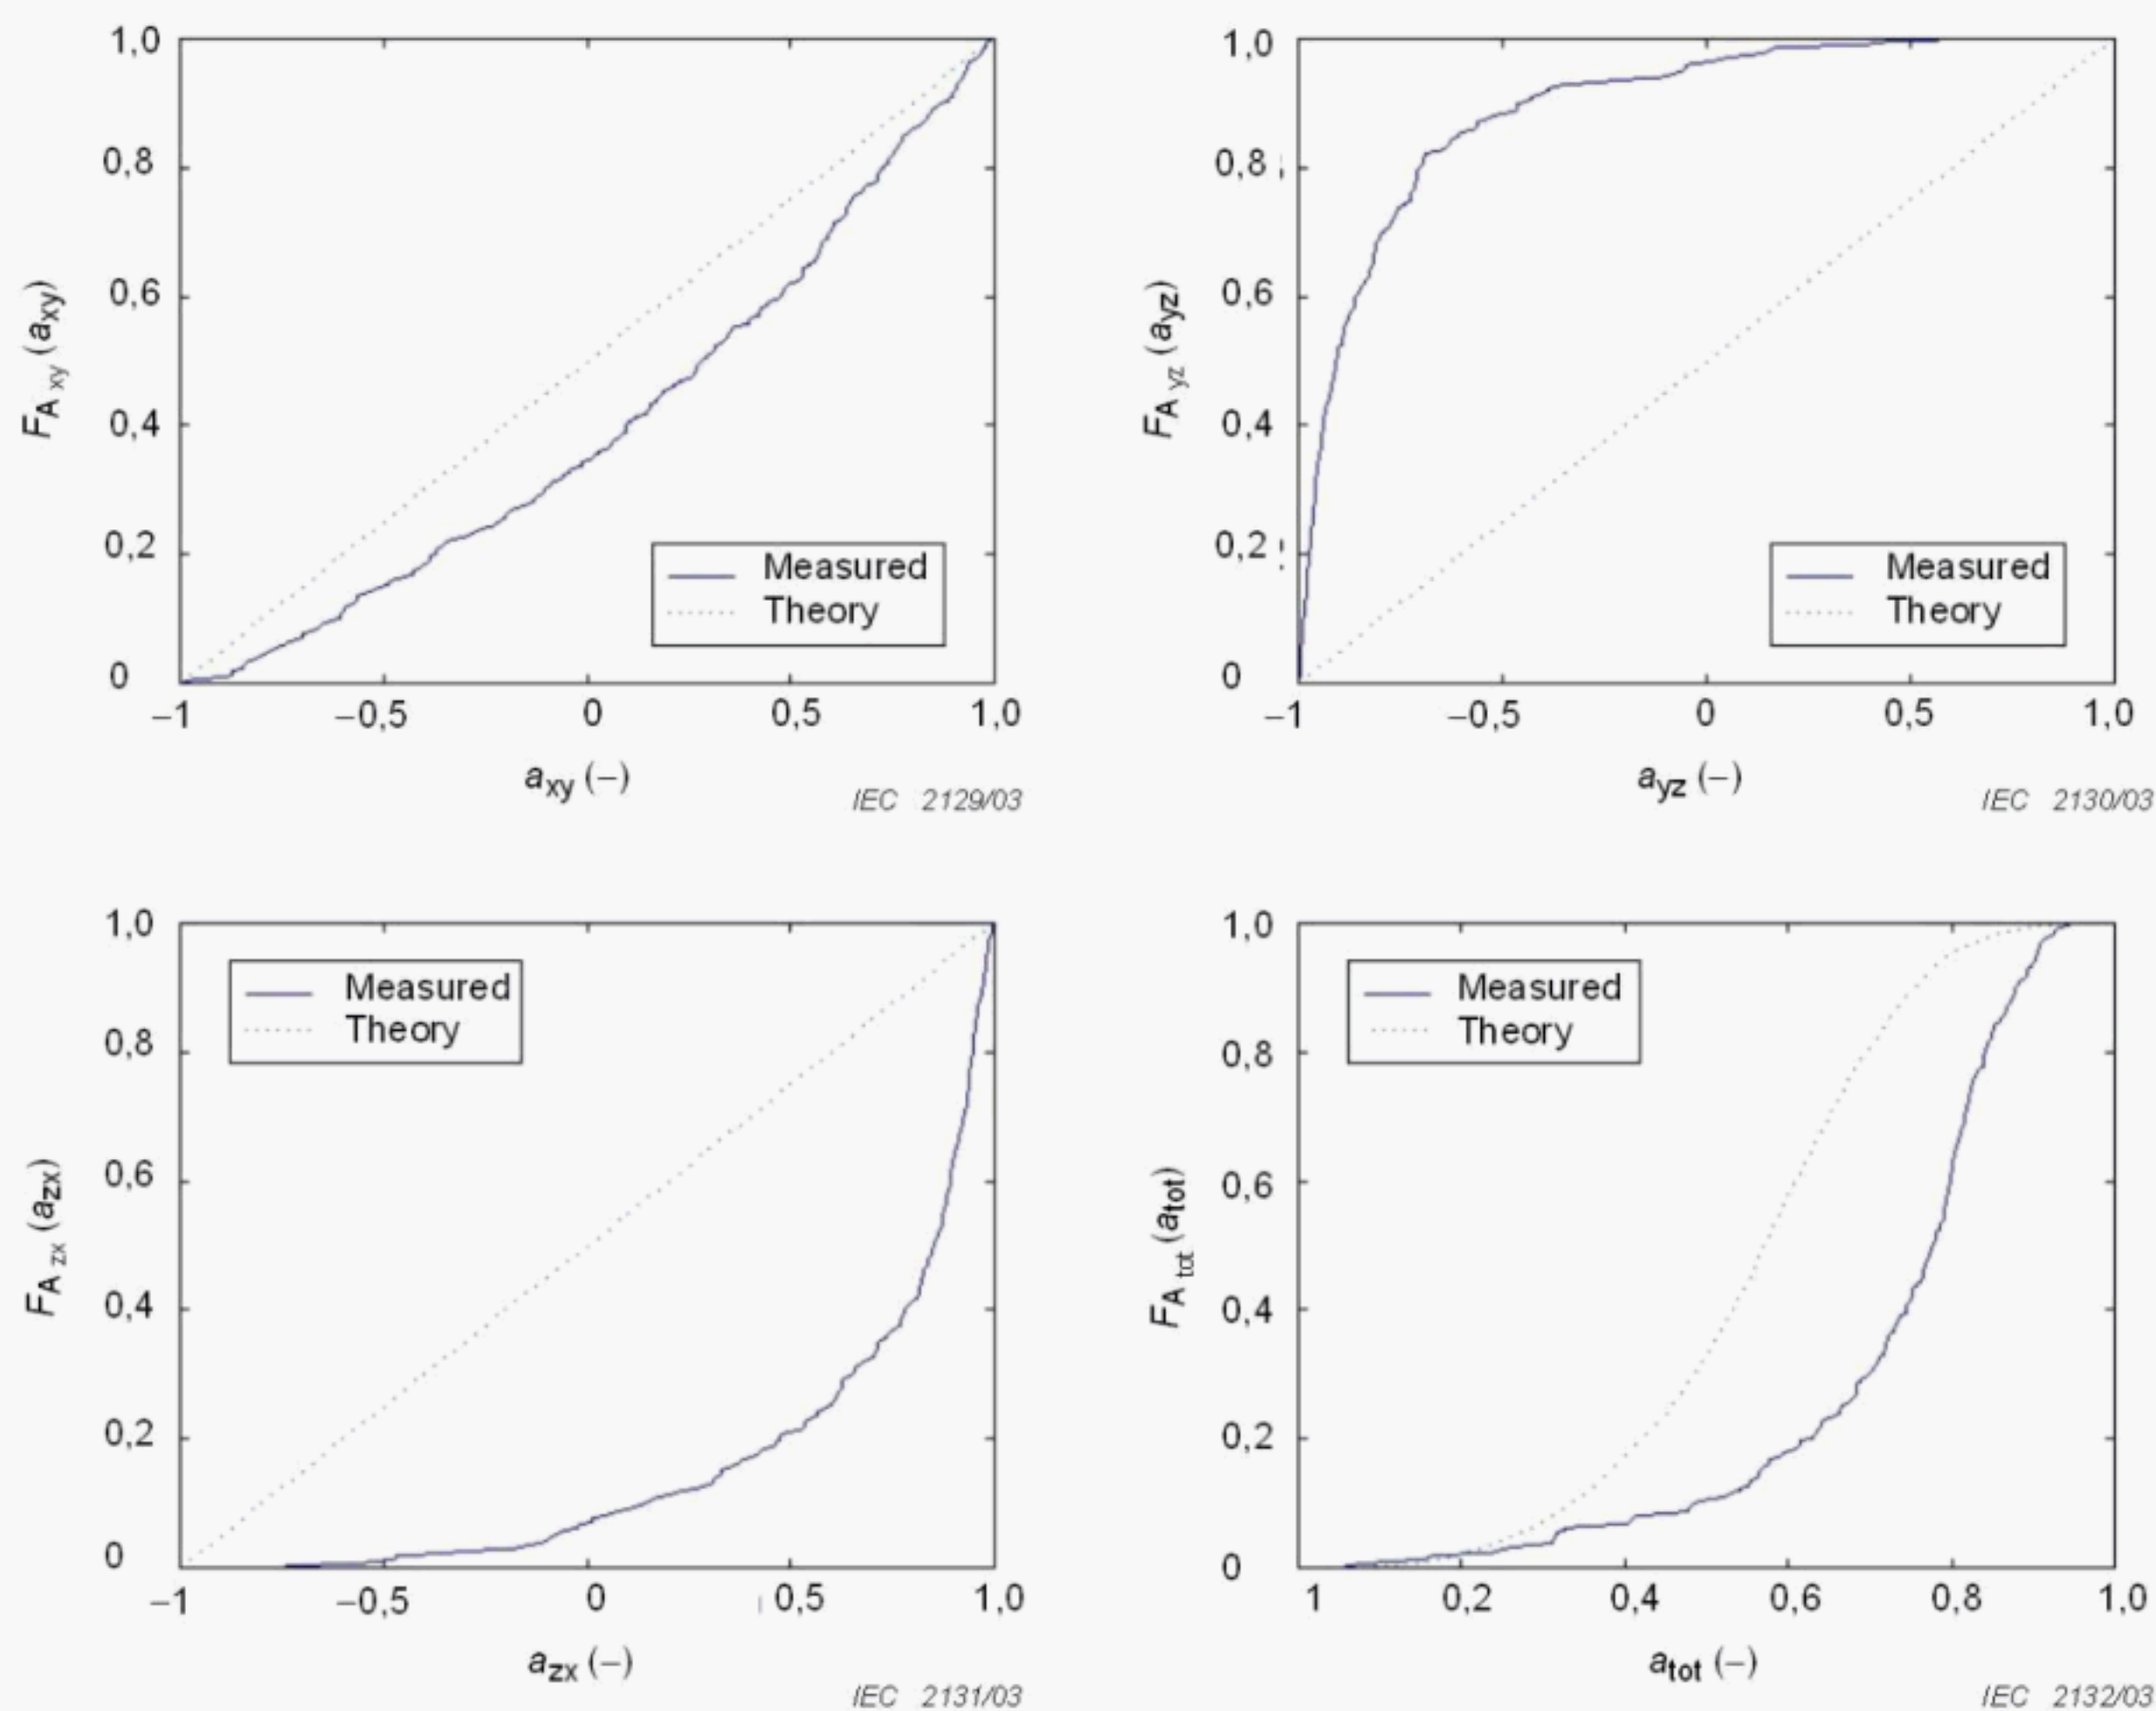 1,0
0,8
0,6
0,4
0,2
0
F_A xy (a_xy)
Measured
Theory
−1 −0,5 0 0,5 1,0
a_xy (−)
IEC 2129/03
1,0
0,8
0,6
0,4
0,2
0
F_A yz (a_yz)
Measured
Theory
−1 −0,5 0 0,5 1,0
a_yz (−)
IEC 2130/03
1,0
0,8
0,6
0,4
0,2
0
F_A zx (a_zx)
Measured
Theory
−1 −0,5 0 0,5 1,0
a_zx (−)
IEC 2131/03
1,0
0,8
0,6
0,4
0,2
0
F_A tot (a_tot)
Measured
Theory
1 0,2 0,4 0,6 0,8 1,0
a_tot (−)
IEC 2132/03